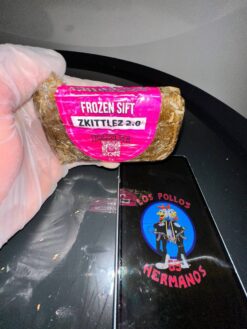 FROZEN SIFT
ZKITTLEZ 2.0
LOS POLLOS
HERMANOS